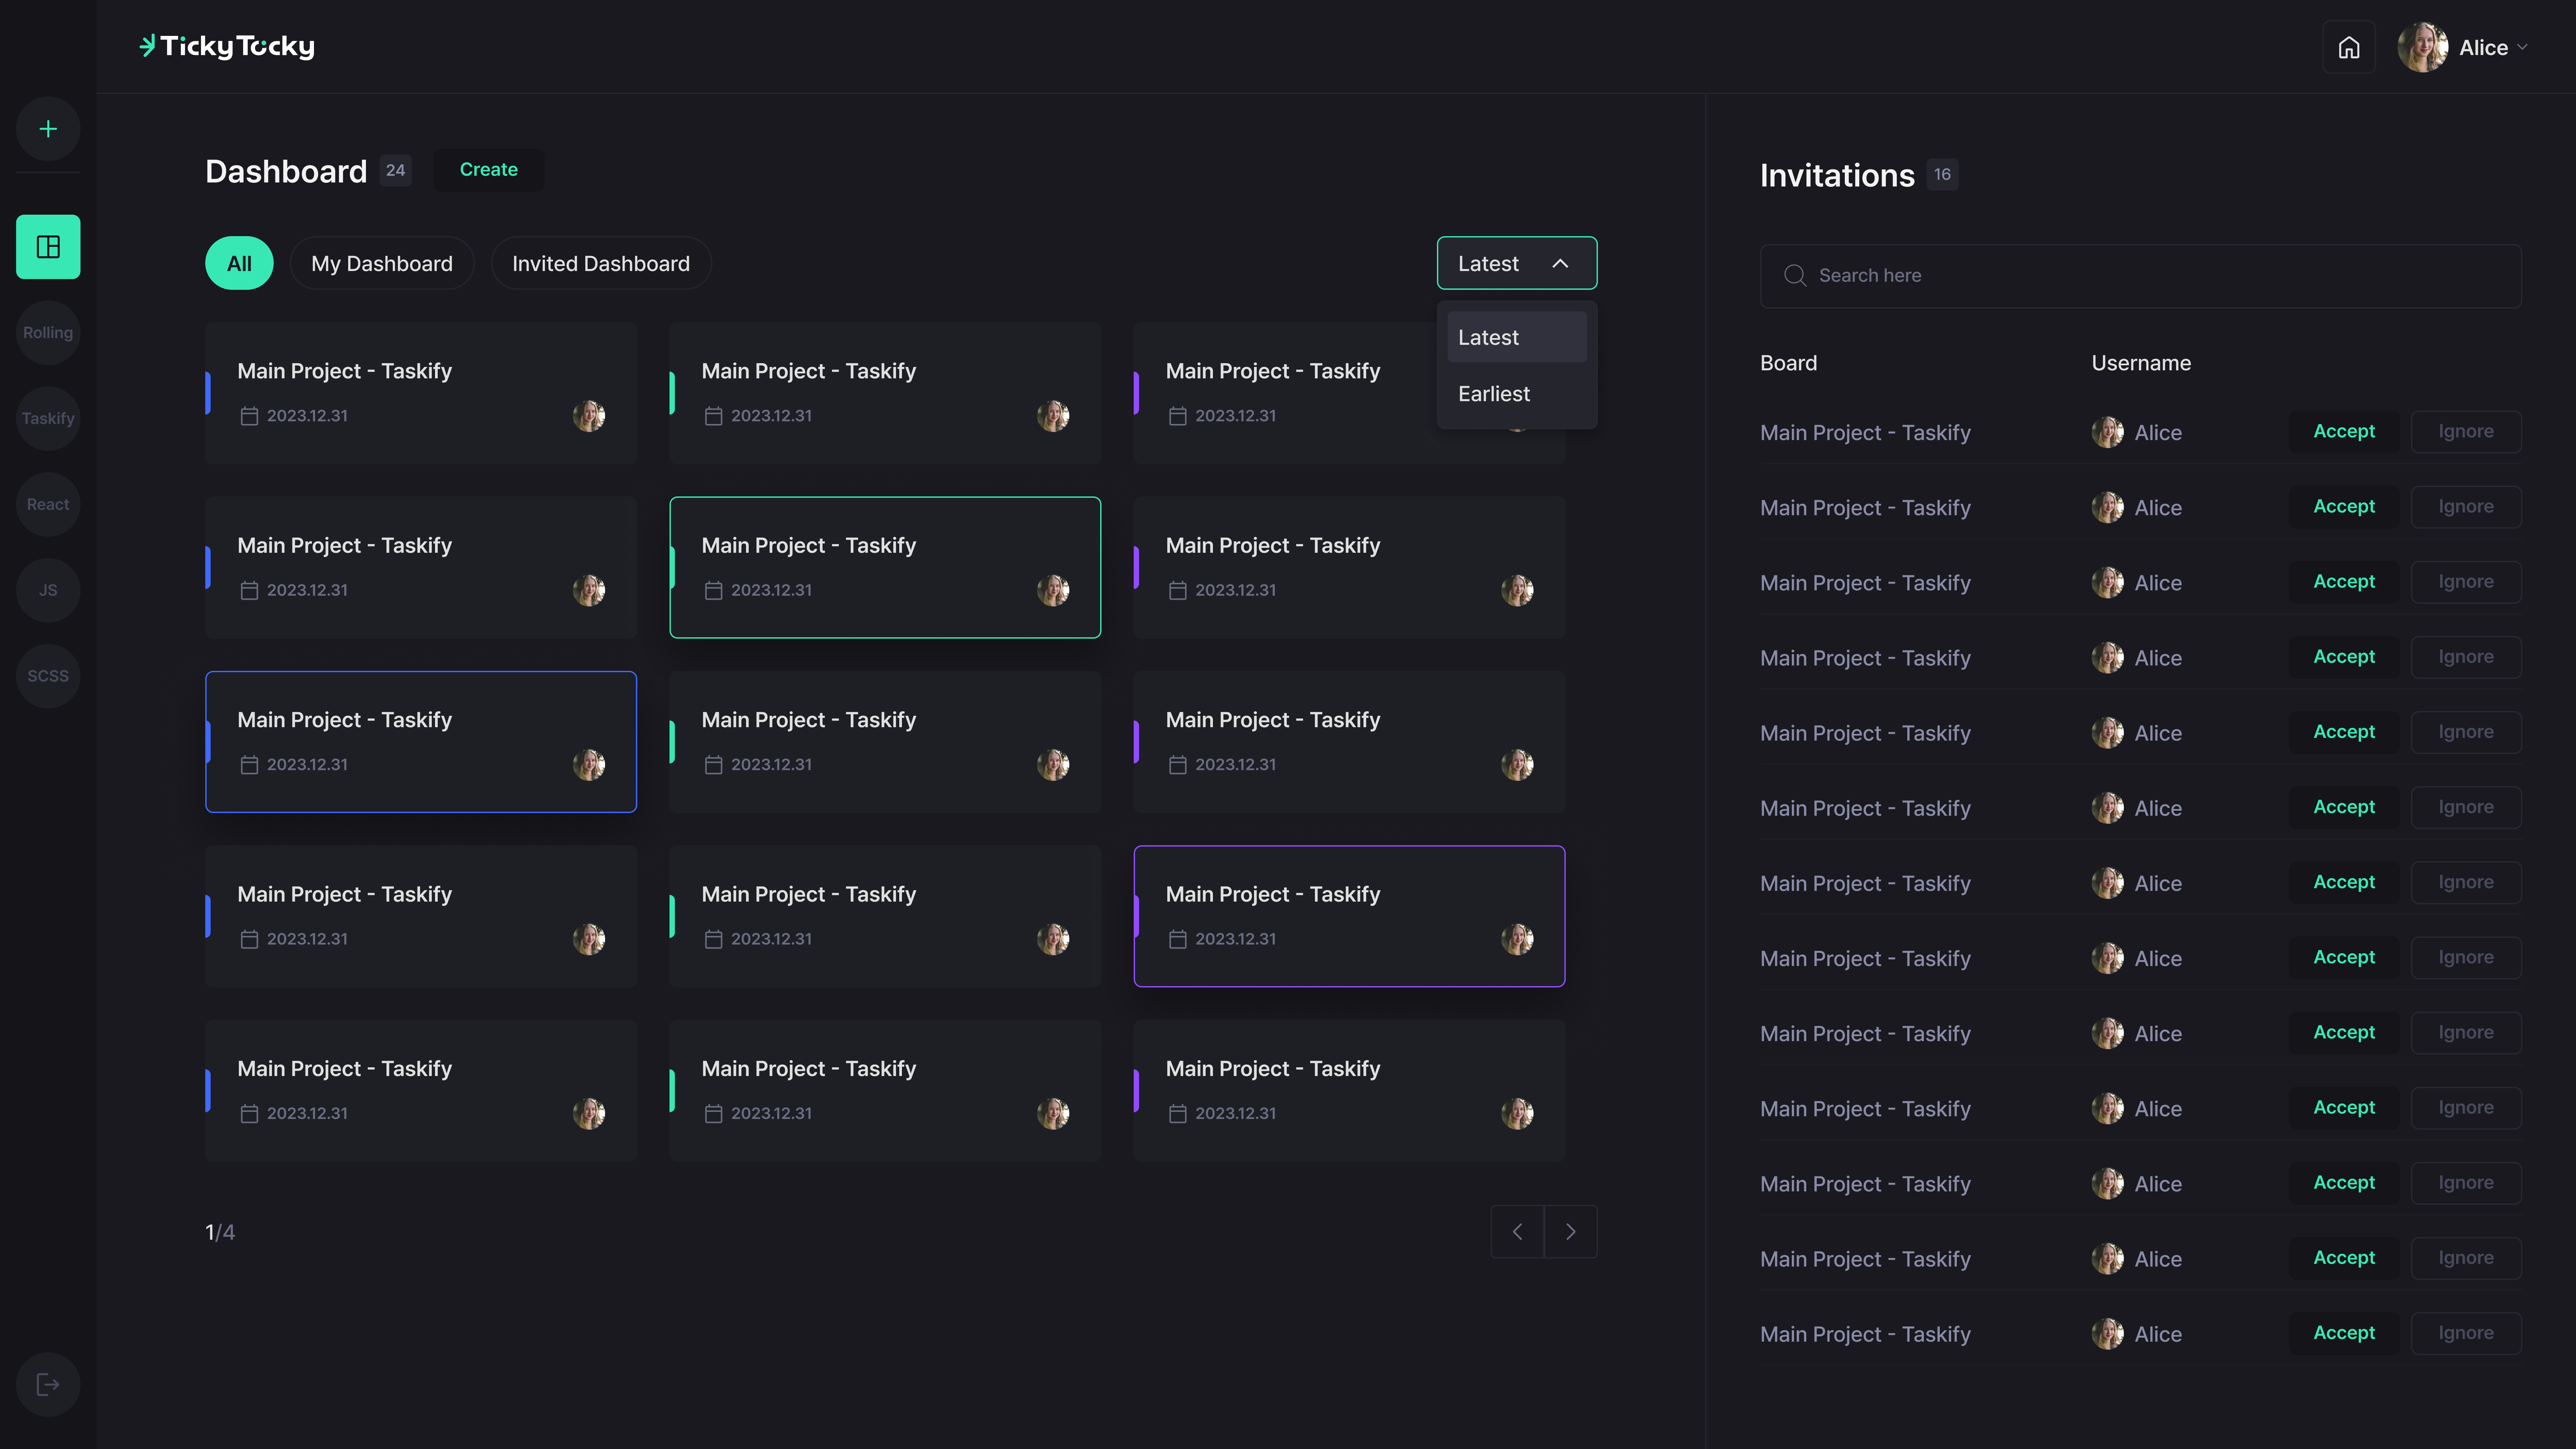 TickyTocky
Alice
Dashboard 24 Create
Invitations 16
All My Dashboard Invited Dashboard Latest
Search here
Latest
Earliest
Rolling
Taskify
React
JS
SCSS
Main Project - Taskify
2023.12.31
Main Project - Taskify
2023.12.31
Main Project - Taskify
2023.12.31
Main Project - Taskify
2023.12.31
Main Project - Taskify
2023.12.31
Main Project - Taskify
2023.12.31
Main Project - Taskify
2023.12.31
Main Project - Taskify
2023.12.31
Main Project - Taskify
2023.12.31
Main Project - Taskify
2023.12.31
Main Project - Taskify
2023.12.31
Main Project - Taskify
2023.12.31
Main Project - Taskify
2023.12.31
Main Project - Taskify
2023.12.31
Main Project - Taskify
2023.12.31
1/4
Board Username
Main Project - Taskify Alice Accept Ignore
Main Project - Taskify Alice Accept Ignore
Main Project - Taskify Alice Accept Ignore
Main Project - Taskify Alice Accept Ignore
Main Project - Taskify Alice Accept Ignore
Main Project - Taskify Alice Accept Ignore
Main Project - Taskify Alice Accept Ignore
Main Project - Taskify Alice Accept Ignore
Main Project - Taskify Alice Accept Ignore
Main Project - Taskify Alice Accept Ignore
Main Project - Taskify Alice Accept Ignore
Main Project - Taskify Alice Accept Ignore
Main Project - Taskify Alice Accept Ignore